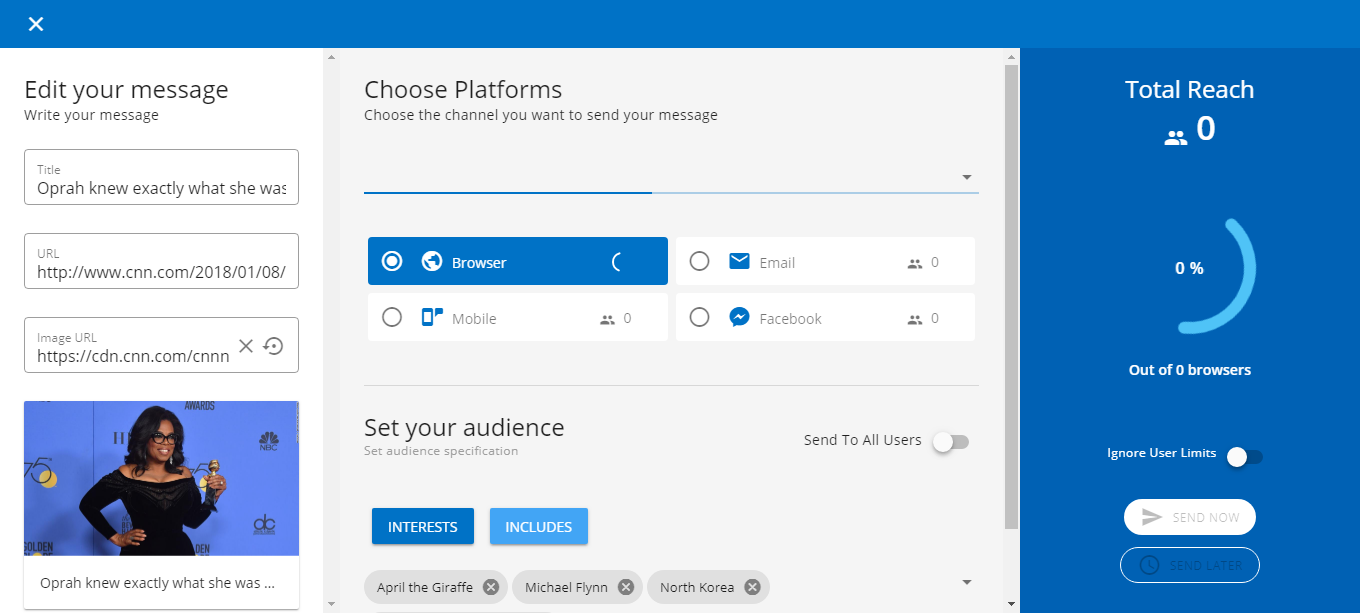 Edit your message
Write your message
Title
Oprah knew exactly what she was
URL
http://www.cnn.com/2018/01/08/
Image URL
https://cdn.cnn.com/cnnn
AWARDS
NBC
75
dc
GOLDEN
DEN
Oprah knew exactly what she was ...
Choose Platforms
Choose the channel you want to send your message
Browser
Email 0
Mobile 0
Facebook 0
Set your audience
Set audience specification
Send To All Users
INTERESTS INCLUDES
April the Giraffe Michael Flynn North Korea
Total Reach
0
0 %
Out of 0 browsers
Ignore User Limits
SEND NOW
SEND LATER